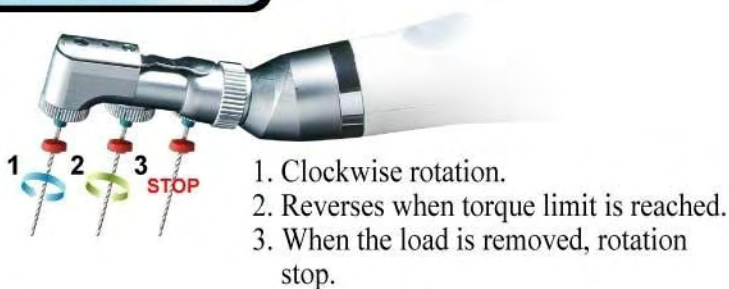 1 2 3
STOP
1. Clockwise rotation.
2. Reverses when torque limit is reached.
3. When the load is removed, rotation
stop.